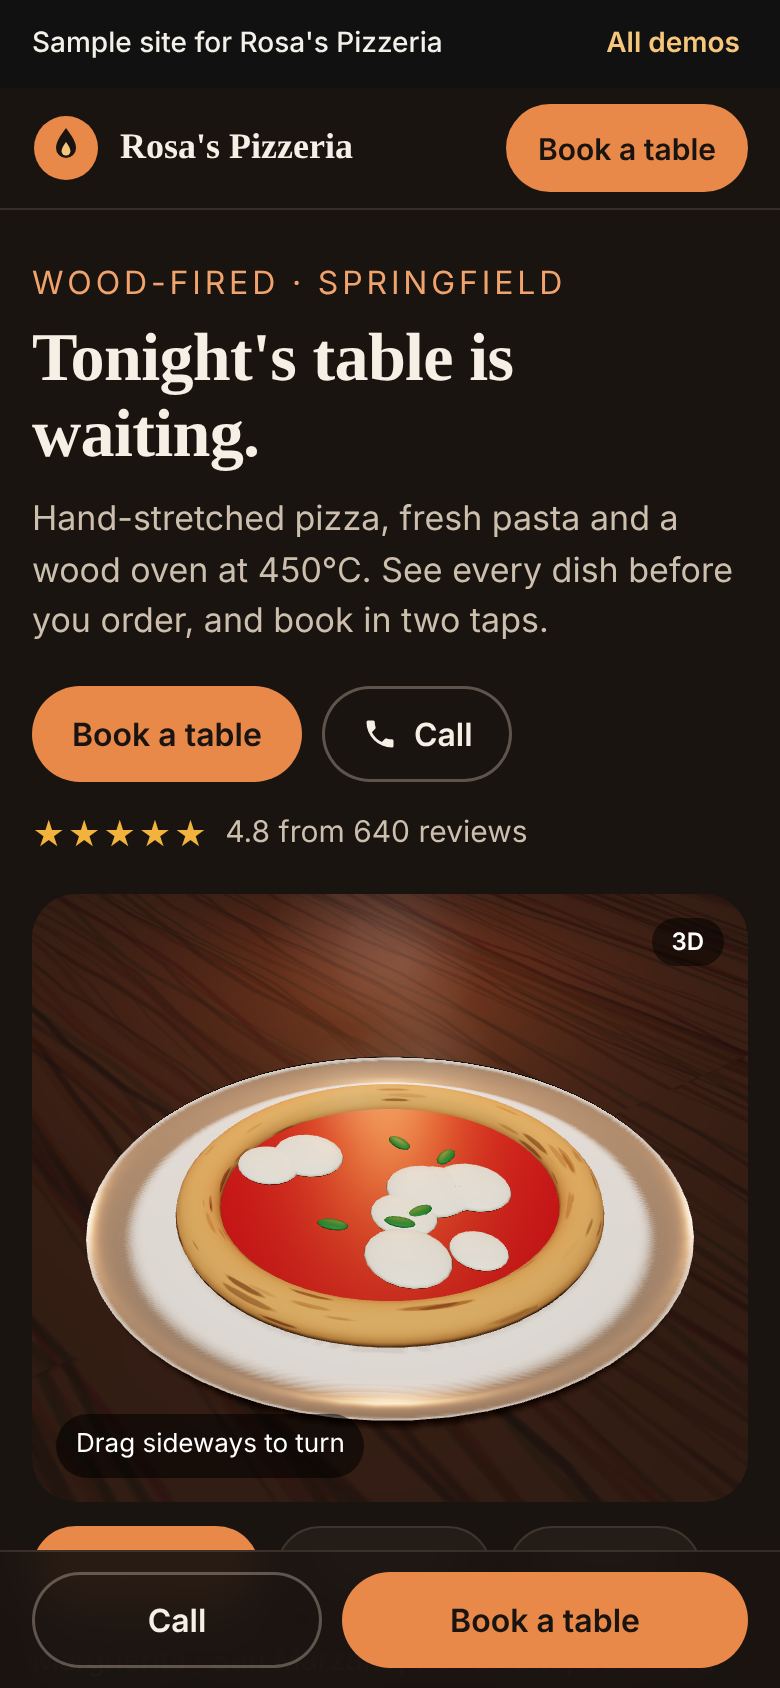 Sample site for Rosa's Pizzeria All demos
Rosa's Pizzeria Book a table
WOOD-FIRED · SPRINGFIELD
Tonight's table is
waiting.
Hand-stretched pizza, fresh pasta and a
wood oven at 450°C. See every dish before
you order, and book in two taps.
Book a table Call
★★★★★ 4.8 from 640 reviews
3D
Drag sideways to turn
Call Book a table